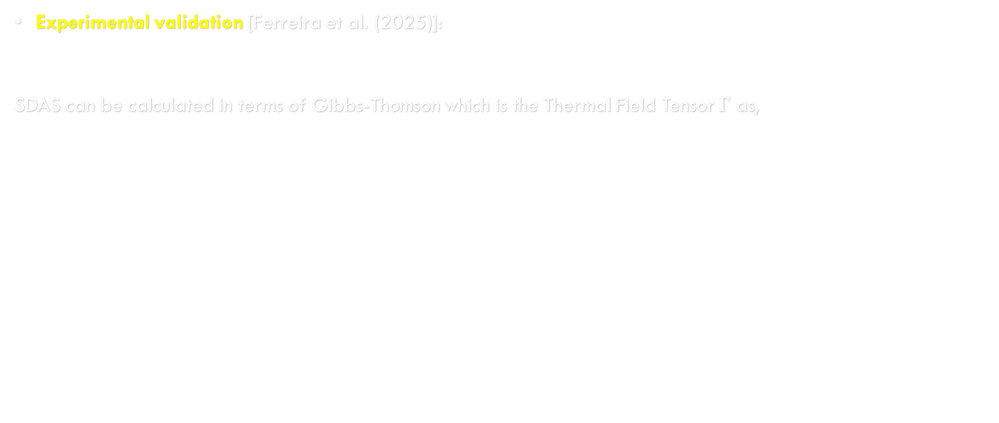 • Experimental validation [Ferreira et al. (2025)]:
SDAS can be calculated in terms of Gibbs-Thomson which is the Thermal Field Tensor Γ as,